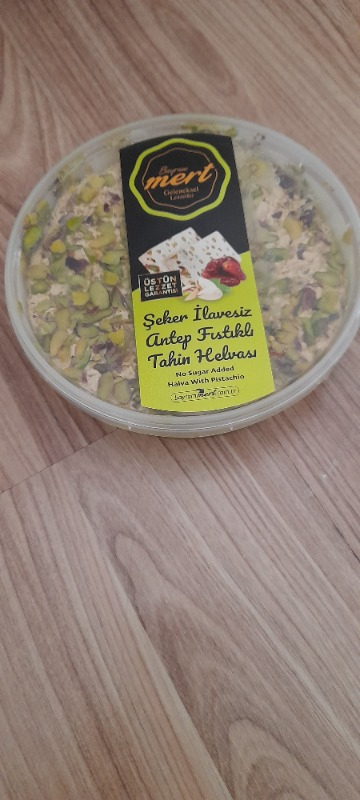 Bayram
mert
Geleneksel
Lezzetler
ÜSTÜN
LEZZET
GARANTİSİ
Şeker İlavesiz
Antep Fıstıklı
Tahin Helvası
No Sugar Added
Halva With Pistachio